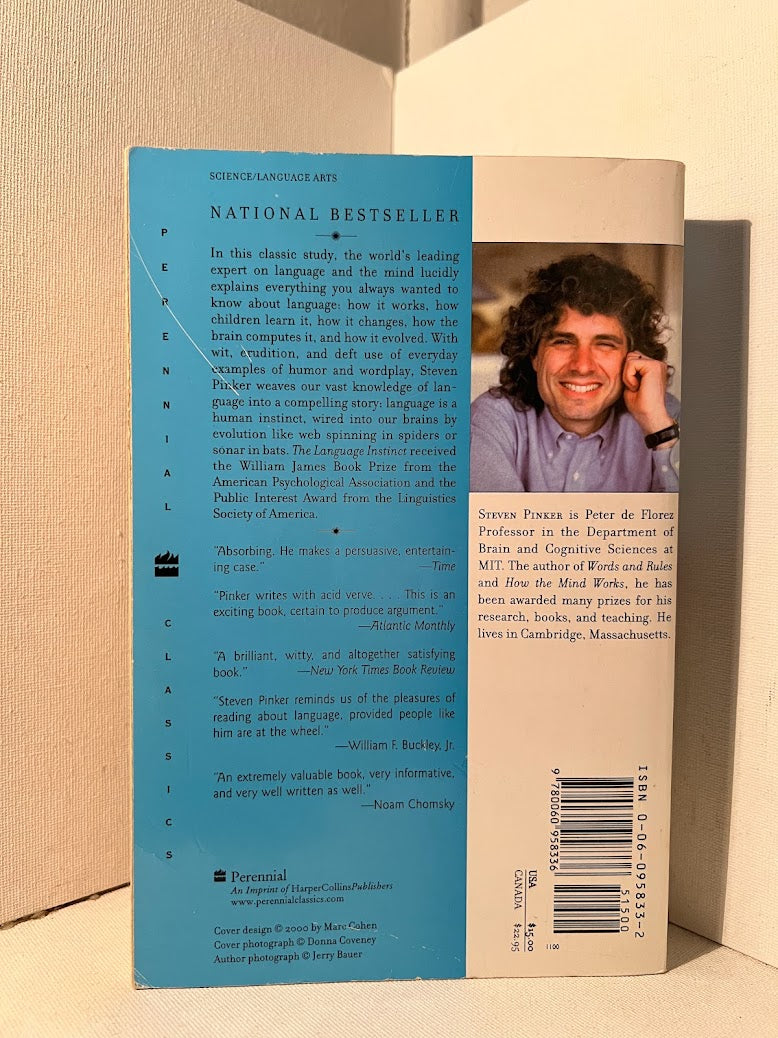 SCIENCE/LANGUAGE ARTS
NATIONAL BESTSELLER
In this classic study, the world's leading
expert on language and the mind lucidly
explains everything you always wanted to
know about language: how it works, how
children learn it, how it changes, how the
brain computes it, and how it evolved. With
wit, erudition, and deft use of everyday
examples of humor and wordplay, Steven
Pinker weaves our vast knowledge of lan-
guage into a compelling story: language is a
human instinct, wired into our brains by
evolution like web spinning in spiders or
sonar in bats. The Language Instinct received
the William James Book Prize from the
American Psychological Association and the
Public Interest Award from the Linguistics
Society of America.
"Absorbing. He makes a persuasive, entertain-
ing case." —Time
"Pinker writes with acid verve. . . . This is an
exciting book, certain to produce argument."
—Atlantic Monthly
"A brilliant, witty, and altogether satisfying
book." —New York Times Book Review
"Steven Pinker reminds us of the pleasures of
reading about language, provided people like
him are at the wheel."
—William F. Buckley, Jr.
"An extremely valuable book, very informative,
and very well written as well."
—Noam Chomsky
Perennial
An Imprint of HarperCollinsPublishers
www.perennialclassics.com
Cover design © 2000 by Marc Cohen
Cover photograph © Donna Coveney
Author photograph © Jerry Bauer
PERENNIAL CLASSICS
STEVEN PINKER is Peter de Florez
Professor in the Department of
Brain and Cognitive Sciences at
MIT. The author of Words and Rules
and How the Mind Works, he has
been awarded many prizes for his
research, books, and teaching. He
lives in Cambridge, Massachusetts.
ISBN 0-06-095833-2
9 780060 958336
51500
USA $15.00
CANADA $22.95
1100